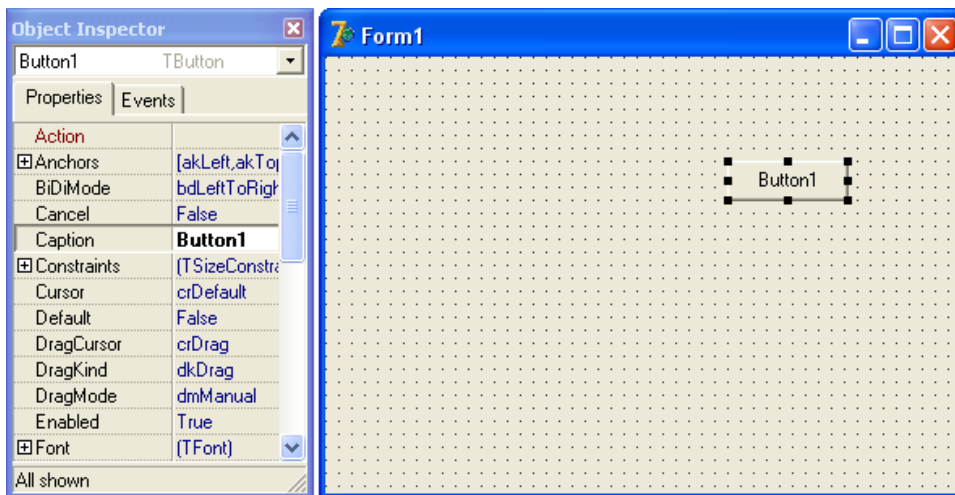 Object Inspector
Button1 TButton
Properties Events
Action
Anchors [akLeft,akTop
BiDiMode bdLeftToRigh
Cancel False
Caption Button1
Constraints (TSizeConstra
Cursor crDefault
Default False
DragCursor crDrag
DragKind dkDrag
DragMode dmManual
Enabled True
Font (TFont)
All shown
Form1
Button1